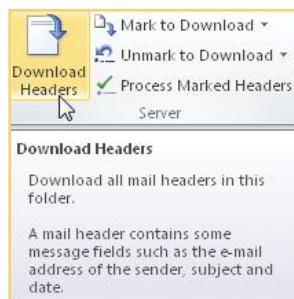 Download
Headers
Mark to Download
Unmark to Download
Process Marked Headers
Server
Download Headers
Download all mail headers in this
folder.
A mail header contains some
message fields such as the e-mail
address of the sender, subject and
date.